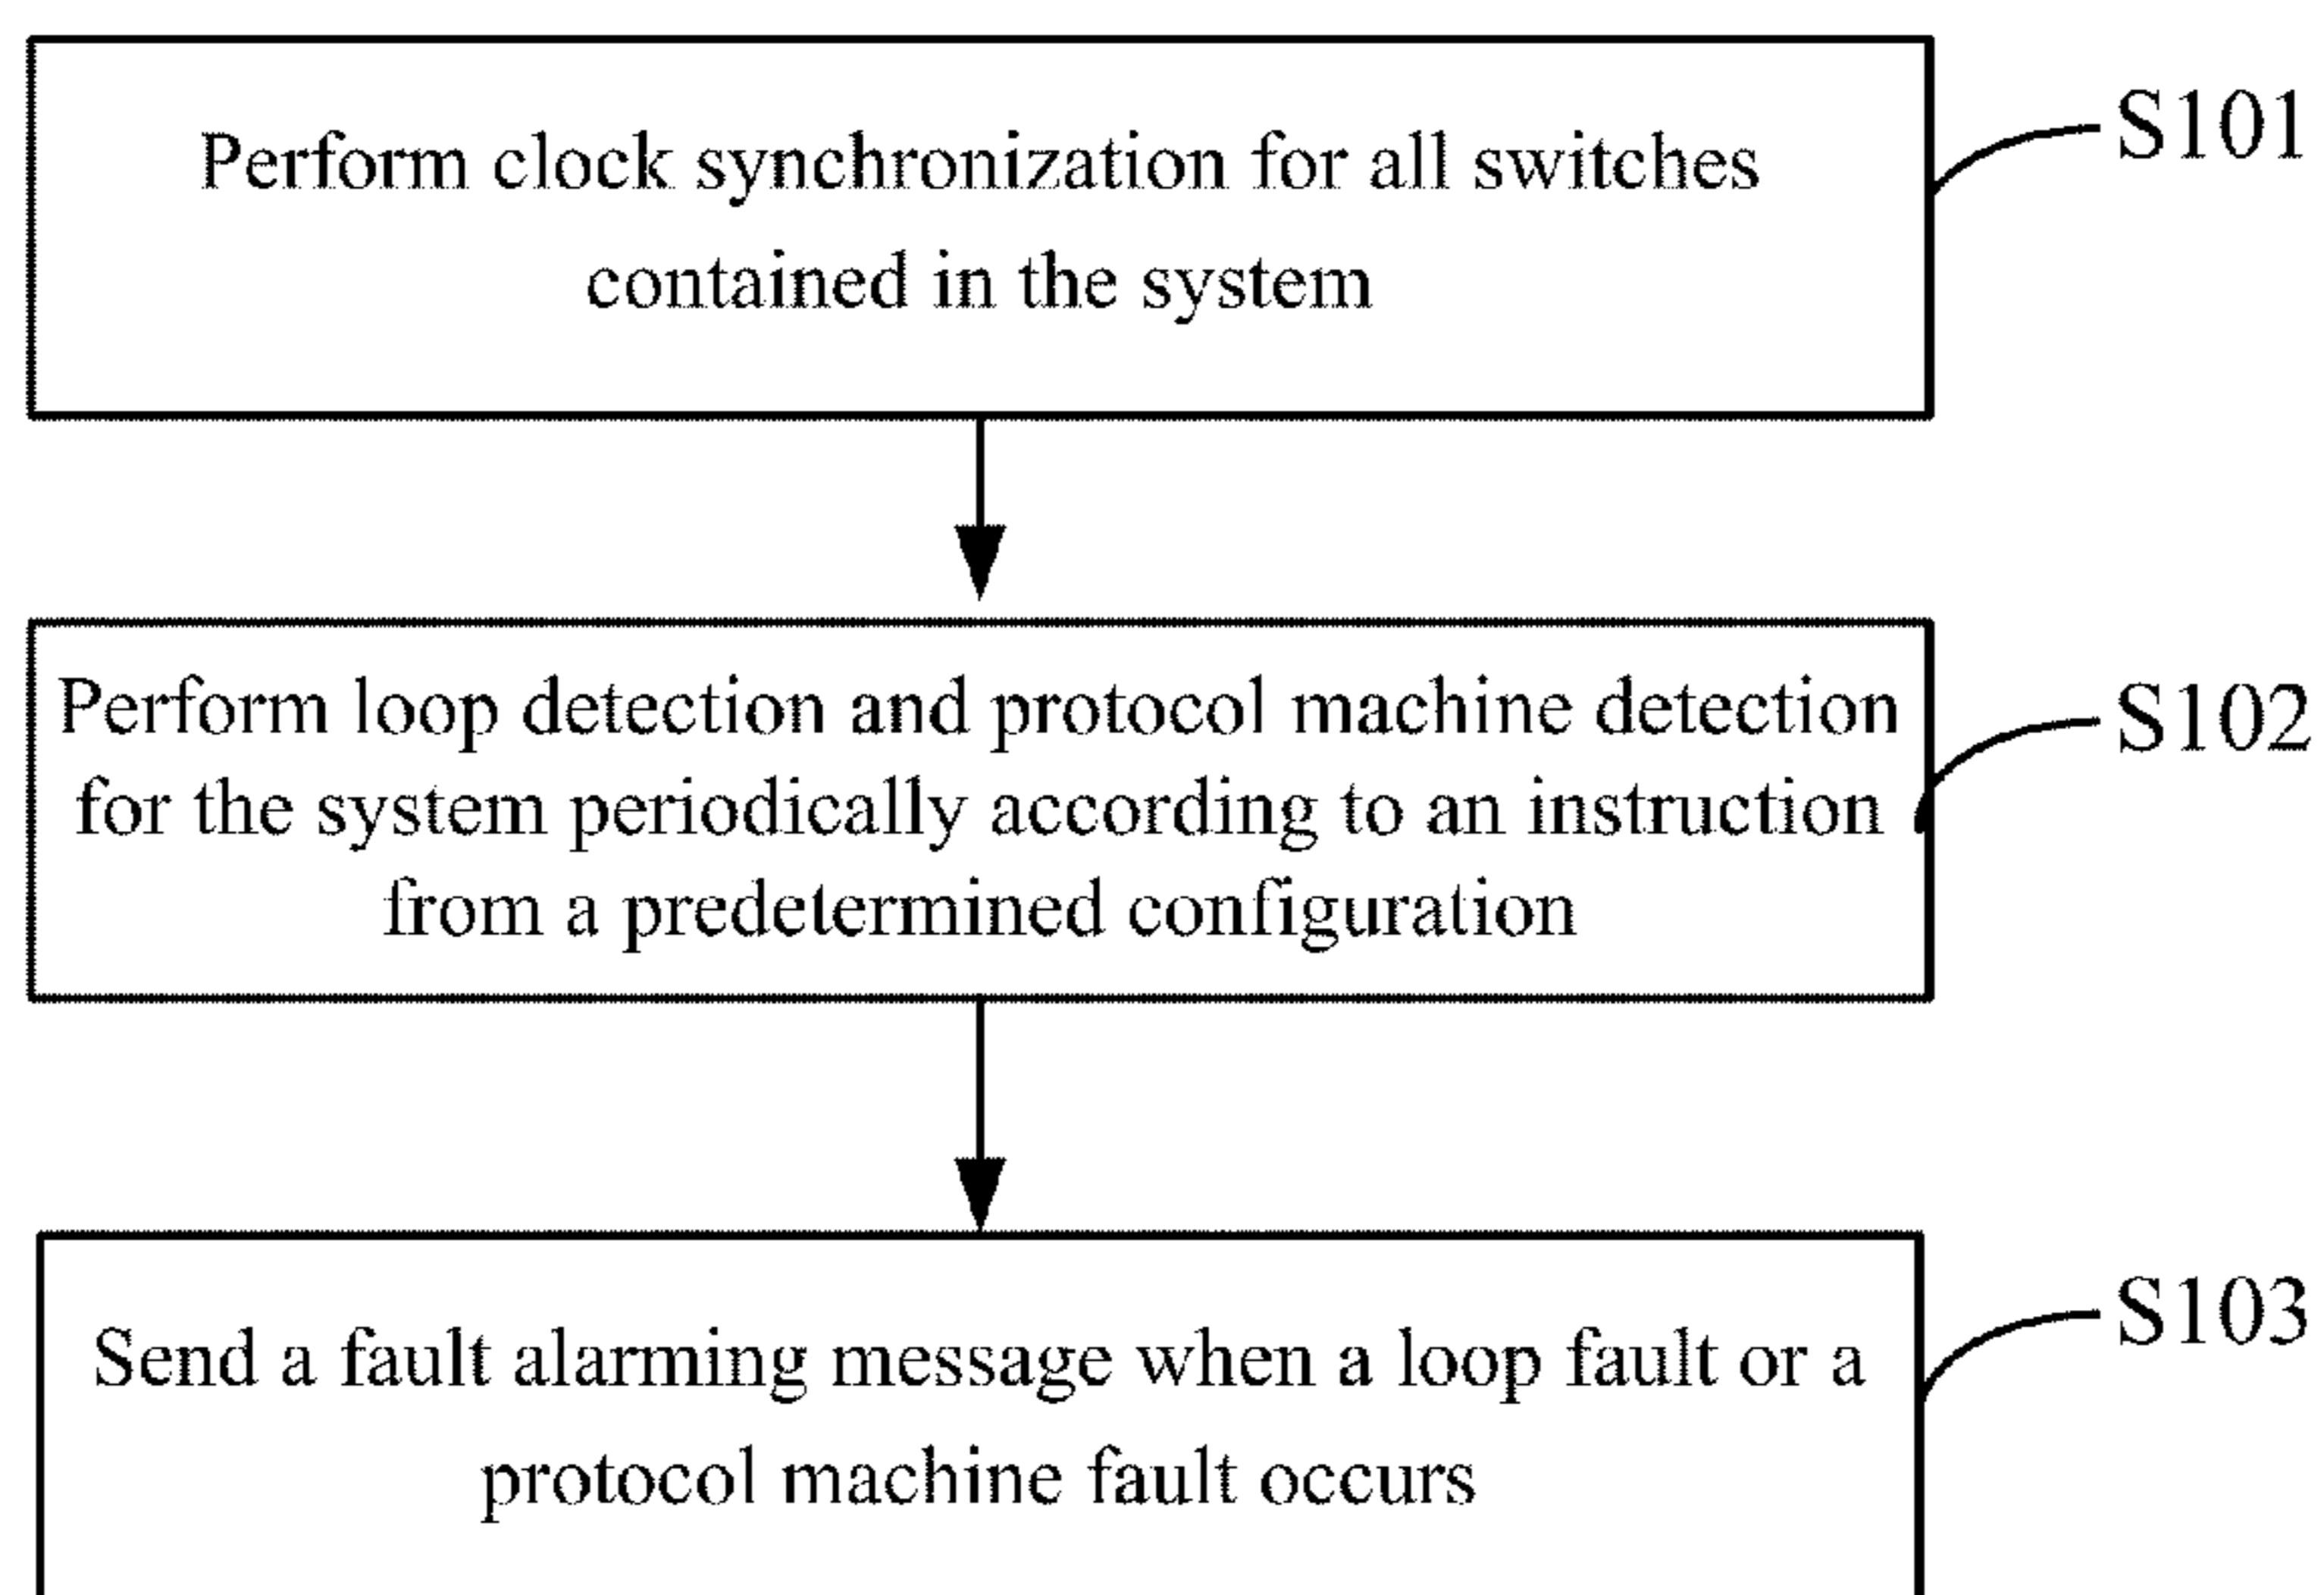 Perform clock synchronization for all switches
contained in the system
S101
Perform loop detection and protocol machine detection
for the system periodically according to an instruction
from a predetermined configuration
S102
Send a fault alarming message when a loop fault or a
protocol machine fault occurs
S103